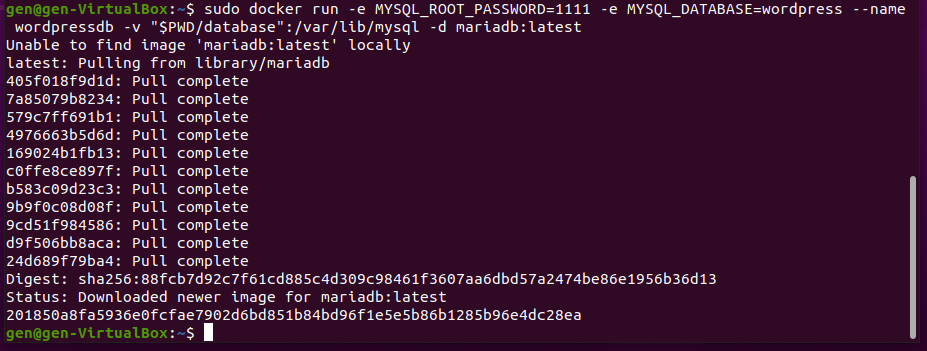 gen@gen-VirtualBox:~$ sudo docker run -e MYSQL_ROOT_PASSWORD=1111 -e MYSQL_DATABASE=wordpress --name
wordpressdb -v "$PWD/database":/var/lib/mysql -d mariadb:latest
Unable to find image 'mariadb:latest' locally
latest: Pulling from library/mariadb
405f018f9d1d: Pull complete
7a85079b8234: Pull complete
579c7ff691b1: Pull complete
4976663b5d6d: Pull complete
169024b1fb13: Pull complete
c0ffe8ce897f: Pull complete
b583c09d23c3: Pull complete
9b9f0c08d08f: Pull complete
9cd51f984586: Pull complete
d9f506bb8aca: Pull complete
24d689f79ba4: Pull complete
Digest: sha256:88fcb7d92c7f61cd885c4d309c98461f3607aa6dbd57a2474be86e1956b36d13
Status: Downloaded newer image for mariadb:latest
201850a8fa5936e0fcfae7902d6bd851b84bd96f1e5e5b86b1285b96e4dc28ea
gen@gen-VirtualBox:~$